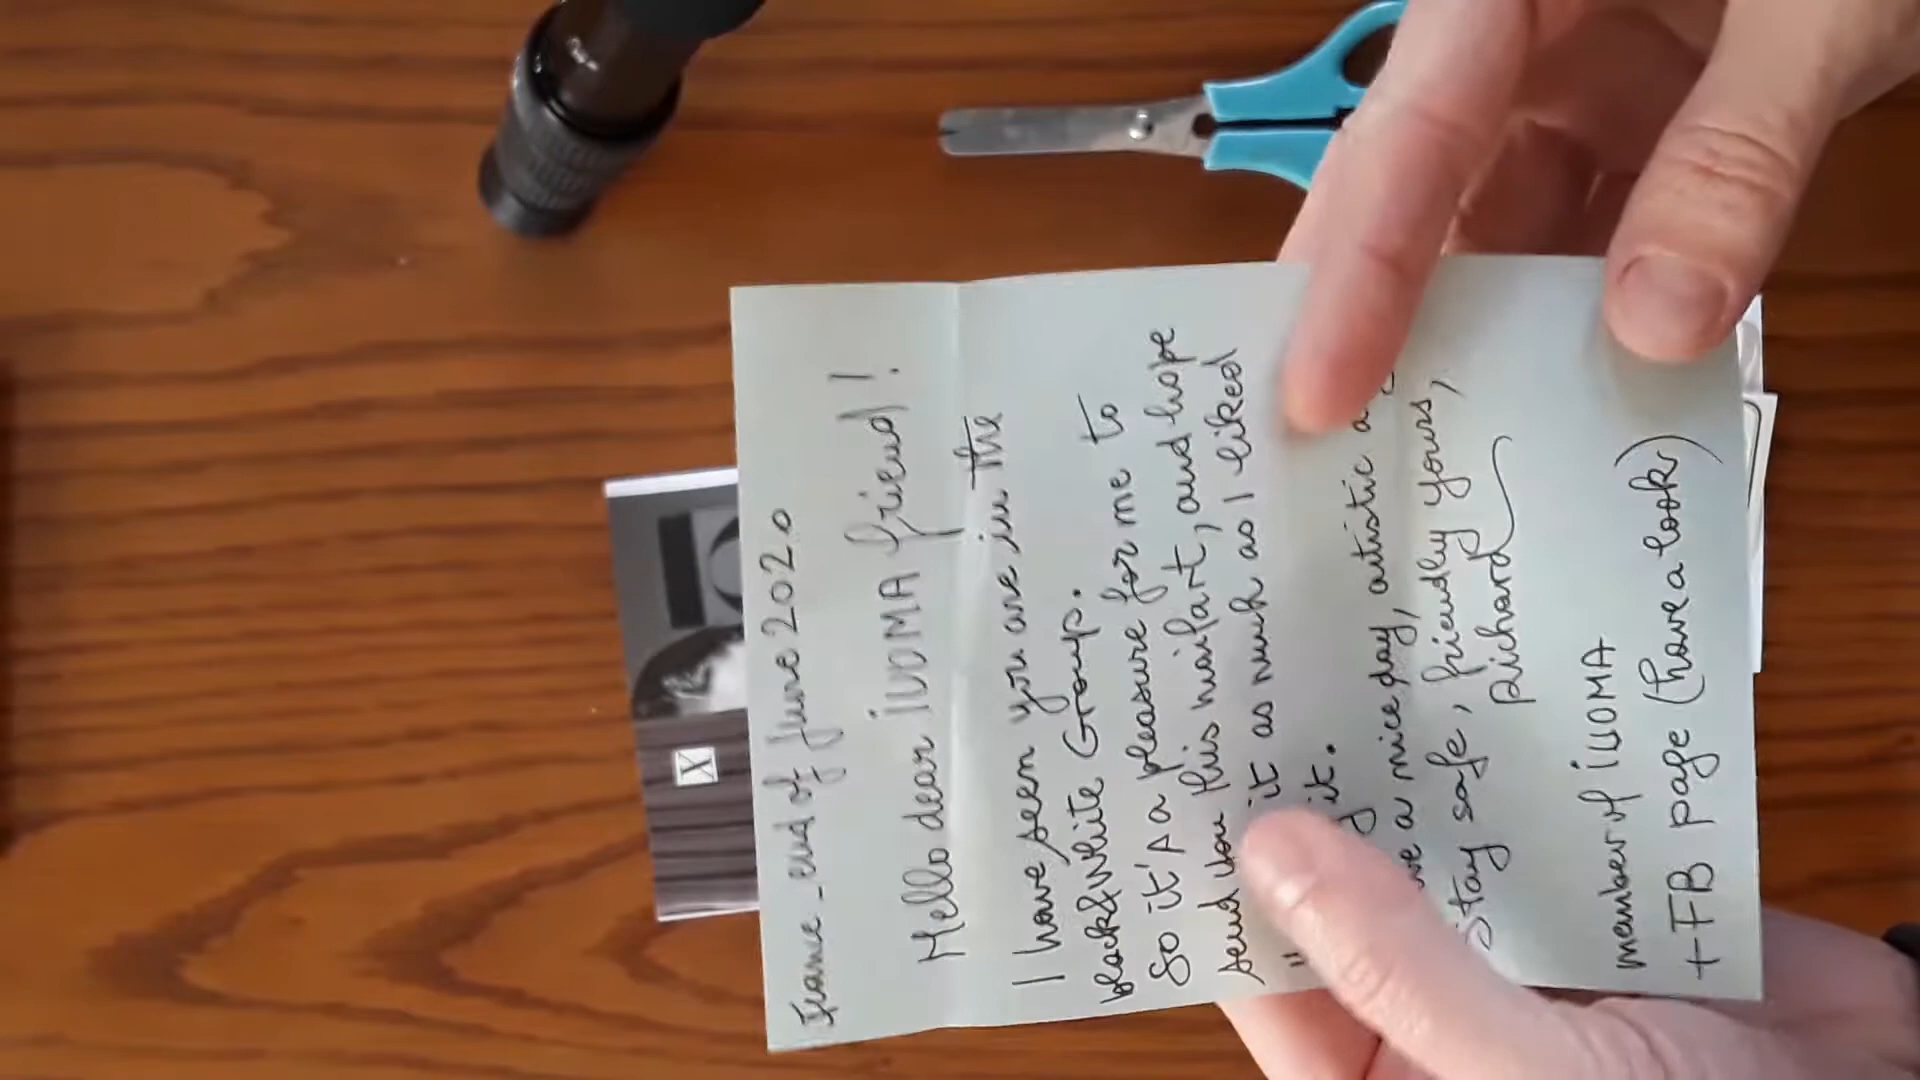 France - end of June 2020
Hello dear IUOMA friend!
I have seen you are in the
black&white Group.
So it's a pleasure for me to
send you this mailart, and hope
it as much as I liked
it.
a nice day, artistic
Stay safe, friendly yours,
Richard
member of IUOMA
+ FB page (have a look)
X